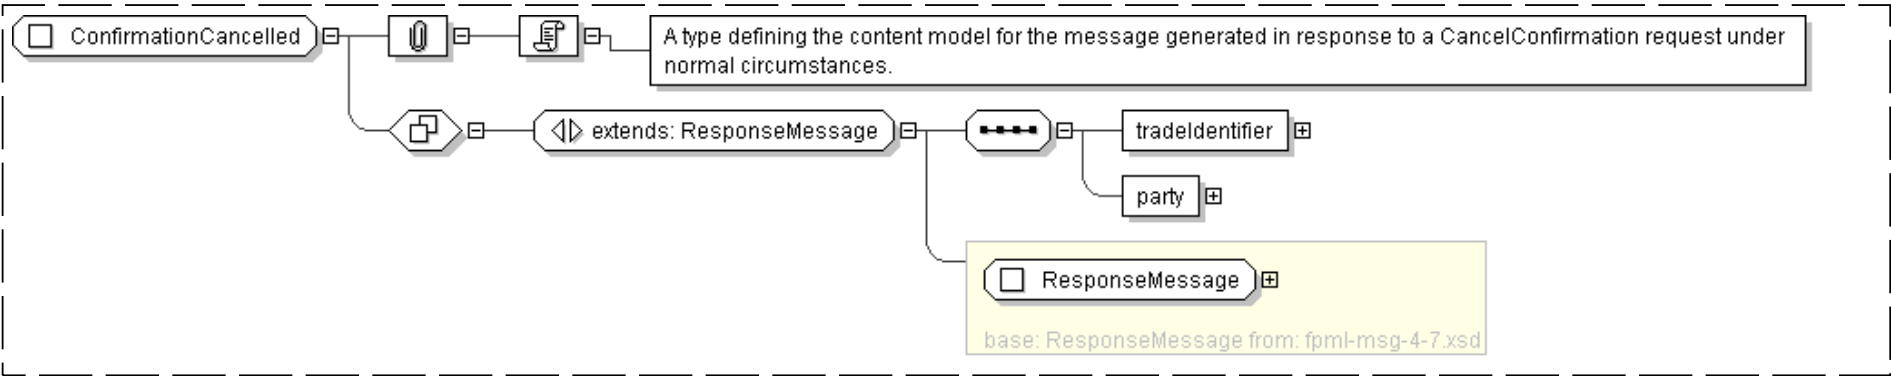 ConfirmationCancelled
A type defining the content model for the message generated in response to a CancelConfirmation request under
normal circumstances.
extends: ResponseMessage
tradeIdentifier
party
ResponseMessage
base: ResponseMessage from: fpml-msg-4-7.xsd